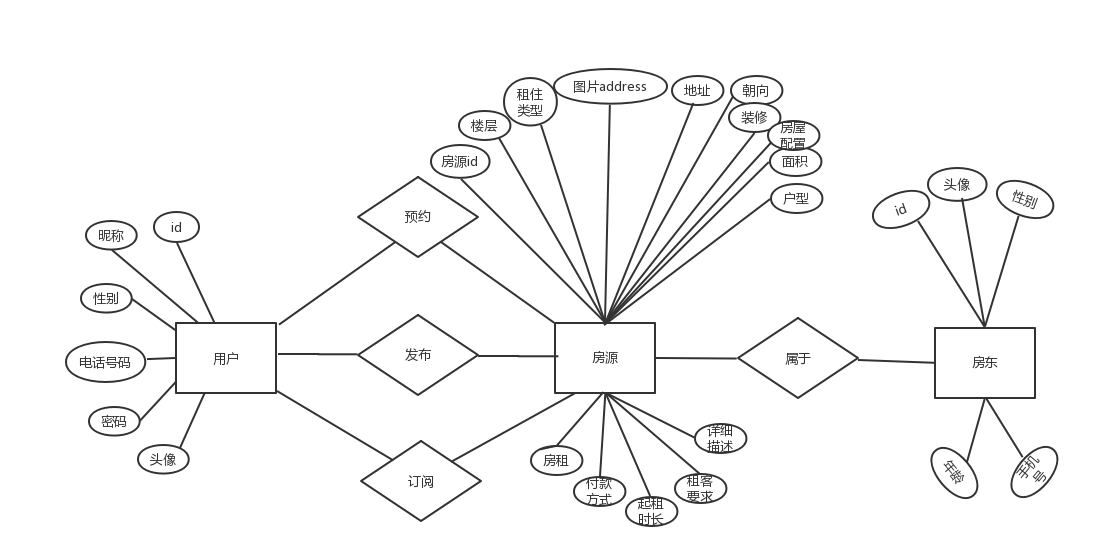 图片address
地址
朝向
租住
类型
装修
楼层
房屋
配置
房源id
面积
户型
头像
性别
id
预约
昵称
id
性别
电话号码
用户
发布
房源
属于
房东
密码
头像
订阅
房租
付款
方式
起租
时长
租客
要求
详细
描述
年龄
手机
号